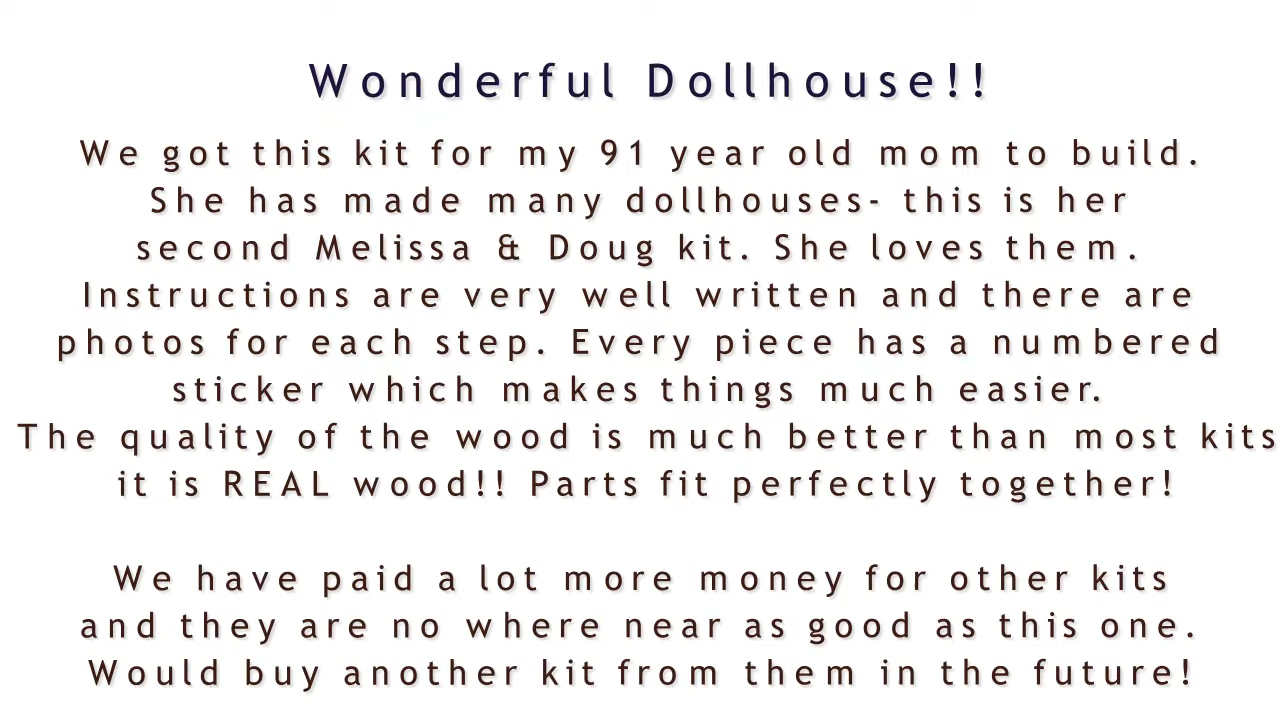 Wonderful Dollhouse!!
We got this kit for my 91 year old mom to build.
She has made many dollhouses- this is her
second Melissa & Doug kit. She loves them.
Instructions are very well written and there are
photos for each step. Every piece has a numbered
sticker which makes things much easier.
The quality of the wood is much better than most kits
it is REAL wood!! Parts fit perfectly together!
We have paid a lot more money for other kits
and they are no where near as good as this one.
Would buy another kit from them in the future!